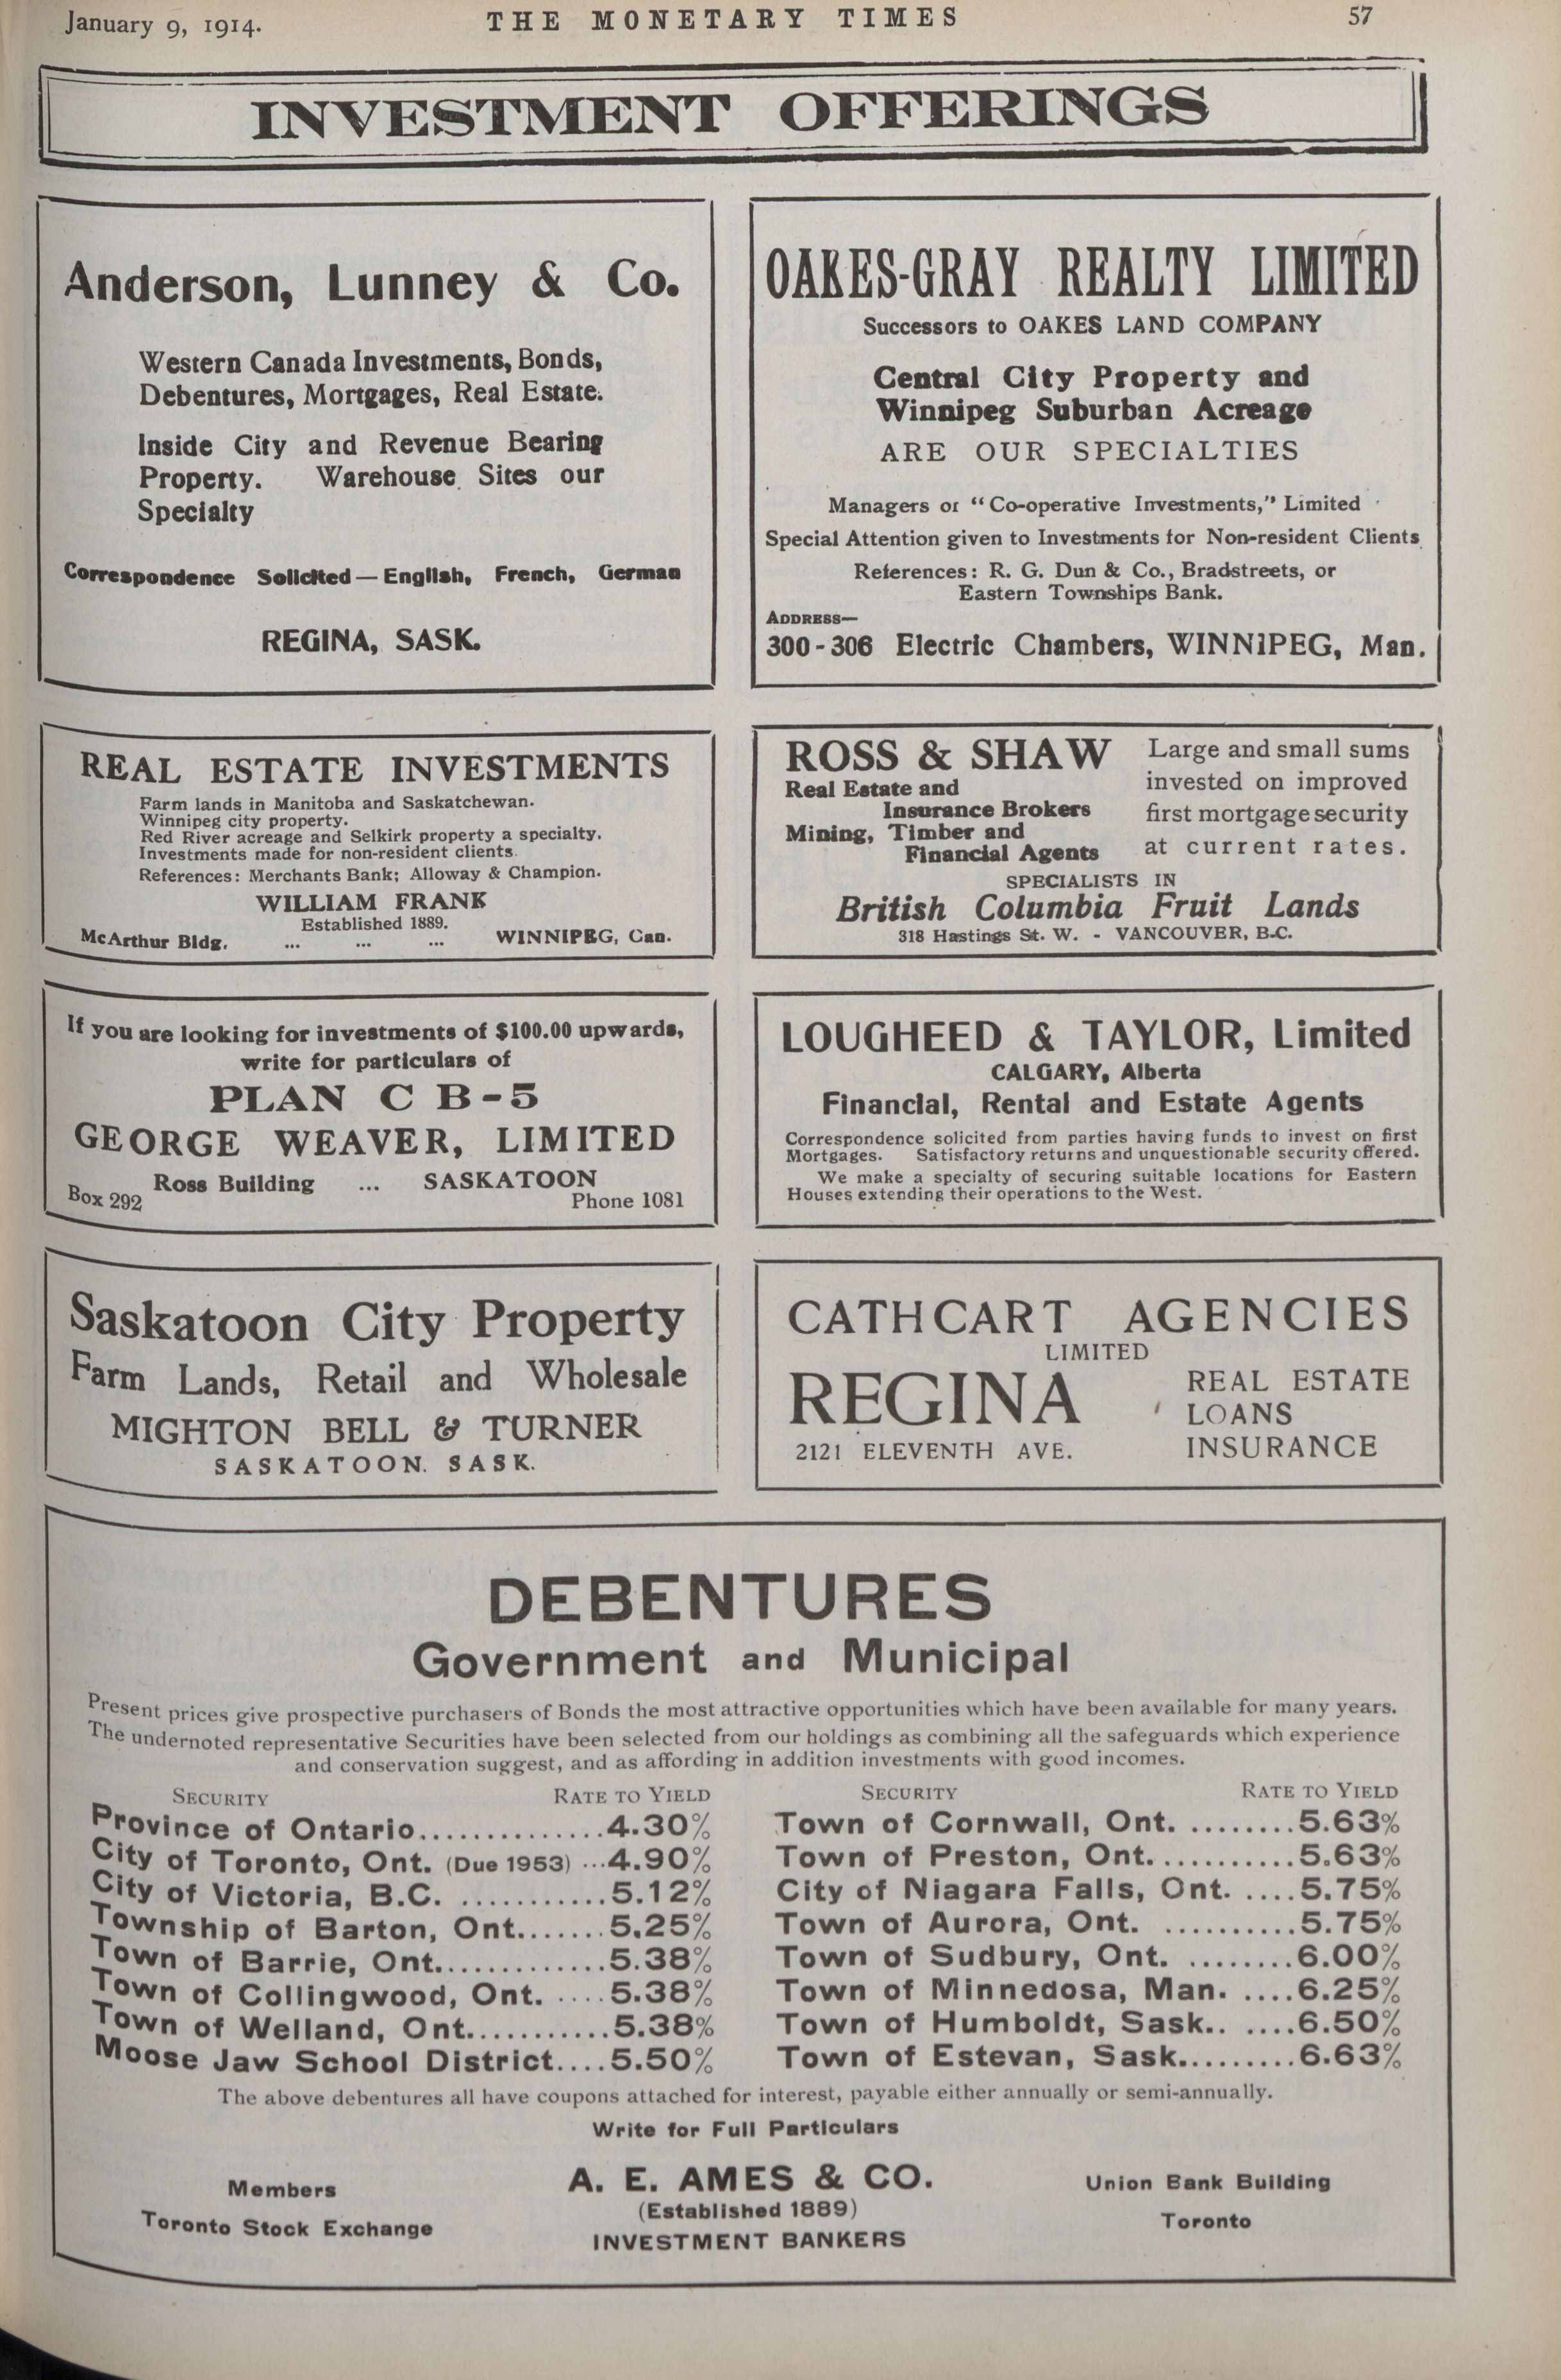 January 9, 1914.
THE MONETARY TIMES
57
INVESTMENT OFFERINGS
Anderson, Lunney & Co.
Western Canada Investments, Bonds,
Debentures, Mortgages, Real Estate.
Inside City and Revenue Bearing
Property. Warehouse Sites our
Specialty
Correspondence Solicited — English, French, German
REGINA, SASK.
OAKES-GRAY REALTY LIMITED
Successors to OAKES LAND COMPANY
Central City Property and
Winnipeg Suburban Acreage
ARE OUR SPECIALTIES
Managers of "Co-operative Investments," Limited
Special Attention given to Investments for Non-resident Clients
References: R. G. Dun & Co., Bradstreets, or
Eastern Townships Bank.
ADDRESS—
300-306 Electric Chambers, WINNIPEG, Man.
REAL ESTATE INVESTMENTS
Farm lands in Manitoba and Saskatchewan.
Winnipeg city property.
Red River acreage and Selkirk property a specialty.
Investments made for non-resident clients.
References: Merchants Bank; Alloway & Champion.
WILLIAM FRANK
Established 1889.
McArthur Bldg. ... ... ... WINNIPEG, Can.
ROSS & SHAW
Real Estate and
Insurance Brokers
Mining, Timber and
Financial Agents
Large and small sums
invested on improved
first mortgage security
at current rates.
SPECIALISTS IN
British Columbia Fruit Lands
318 Hastings St. W. - VANCOUVER, B.C.
If you are looking for investments of $100.00 upwards,
write for particulars of
PLAN C B-5
GEORGE WEAVER, LIMITED
Ross Building ... SASKATOON
Box 292 Phone 1081
LOUGHEED & TAYLOR, Limited
CALGARY, Alberta
Financial, Rental and Estate Agents
Correspondence solicited from parties having funds to invest on first
Mortgages. Satisfactory returns and unquestionable security offered.
We make a specialty of securing suitable locations for Eastern
Houses extending their operations to the West.
Saskatoon City Property
Farm Lands, Retail and Wholesale
MIGHTON BELL & TURNER
SASKATOON. SASK.
CATHCART AGENCIES
LIMITED
REGINA
2121 ELEVENTH AVE.
REAL ESTATE
LOANS
INSURANCE
DEBENTURES
Government and Municipal
Present prices give prospective purchasers of Bonds the most attractive opportunities which have been available for many years.
The undernoted representative Securities have been selected from our holdings as combining all the safeguards which experience
and conservation suggest, and as affording in addition investments with good incomes.
SECURITY RATE TO YIELD
Province of Ontario..............4.30%
City of Toronto, Ont. (Due 1953) ...4.90%
City of Victoria, B.C. ...........5.12%
Township of Barton, Ont.......5.25%
Town of Barrie, Ont.............5.38%
Town of Collingwood, Ont. ....5.38%
Town of Welland, Ont...........5.38%
Moose Jaw School District....5.50%
SECURITY RATE TO YIELD
Town of Cornwall, Ont. ........5.63%
Town of Preston, Ont............5.63%
City of Niagara Falls, Ont. ....5.75%
Town of Aurora, Ont. ..........5.75%
Town of Sudbury, Ont. ........6.00%
Town of Minnedosa, Man. ....6.25%
Town of Humboldt, Sask.. ....6.50%
Town of Estevan, Sask.........6.63%
The above debentures all have coupons attached for interest, payable either annually or semi-annually.
Write for Full Particulars
Members
Toronto Stock Exchange
A. E. AMES & CO.
(Established 1889)
INVESTMENT BANKERS
Union Bank Building
Toronto